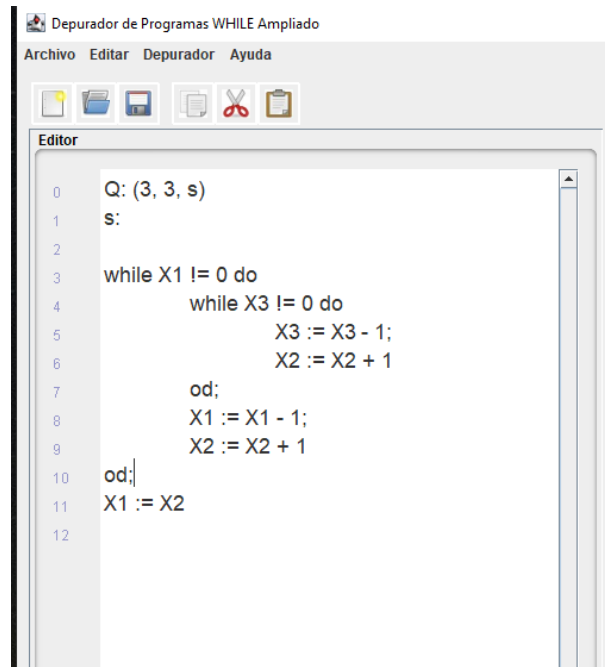 Depurador de Programas WHILE Ampliado
Archivo Editar Depurador Ayuda
Editor
0 Q: (3, 3, s)
1 s:
2
3 while X1 != 0 do
4 while X3 != 0 do
5 X3 := X3 - 1;
6 X2 := X2 + 1
7 od;
8 X1 := X1 - 1;
9 X2 := X2 + 1
10 od;
11 X1 := X2
12